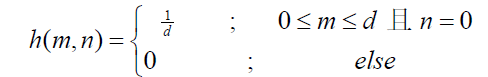 h(m,n) = { 1/d ; 0 ≤ m ≤ d 且 n = 0
0 ; else